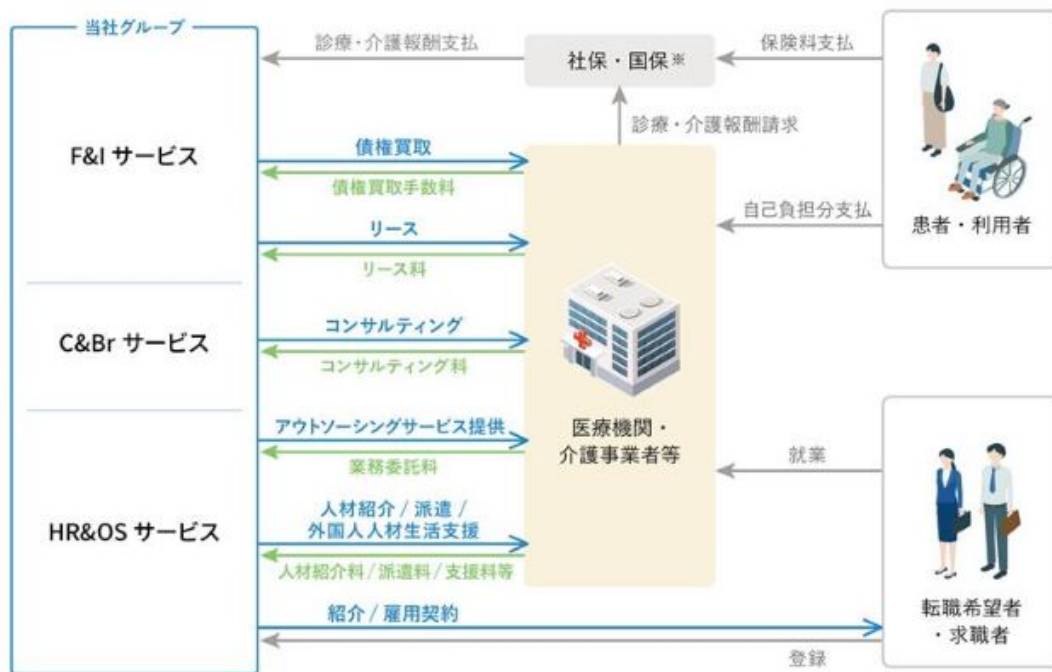 当社グループ
診療・介護報酬支払
社保・国保※
保険料支払
診療・介護報酬請求
F&I サービス
債権買取
債権買取手数料
自己負担分支払
患者・利用者
リース
リース料
C&Br サービス
コンサルティング
コンサルティング料
アウトソーシングサービス提供
業務委託料
医療機関・
介護事業者等
就業
HR&OS サービス
人材紹介 / 派遣 /
外国人人材生活支援
人材紹介料/派遣料/支援料等
紹介 / 雇用契約
登録
転職希望者
・求職者